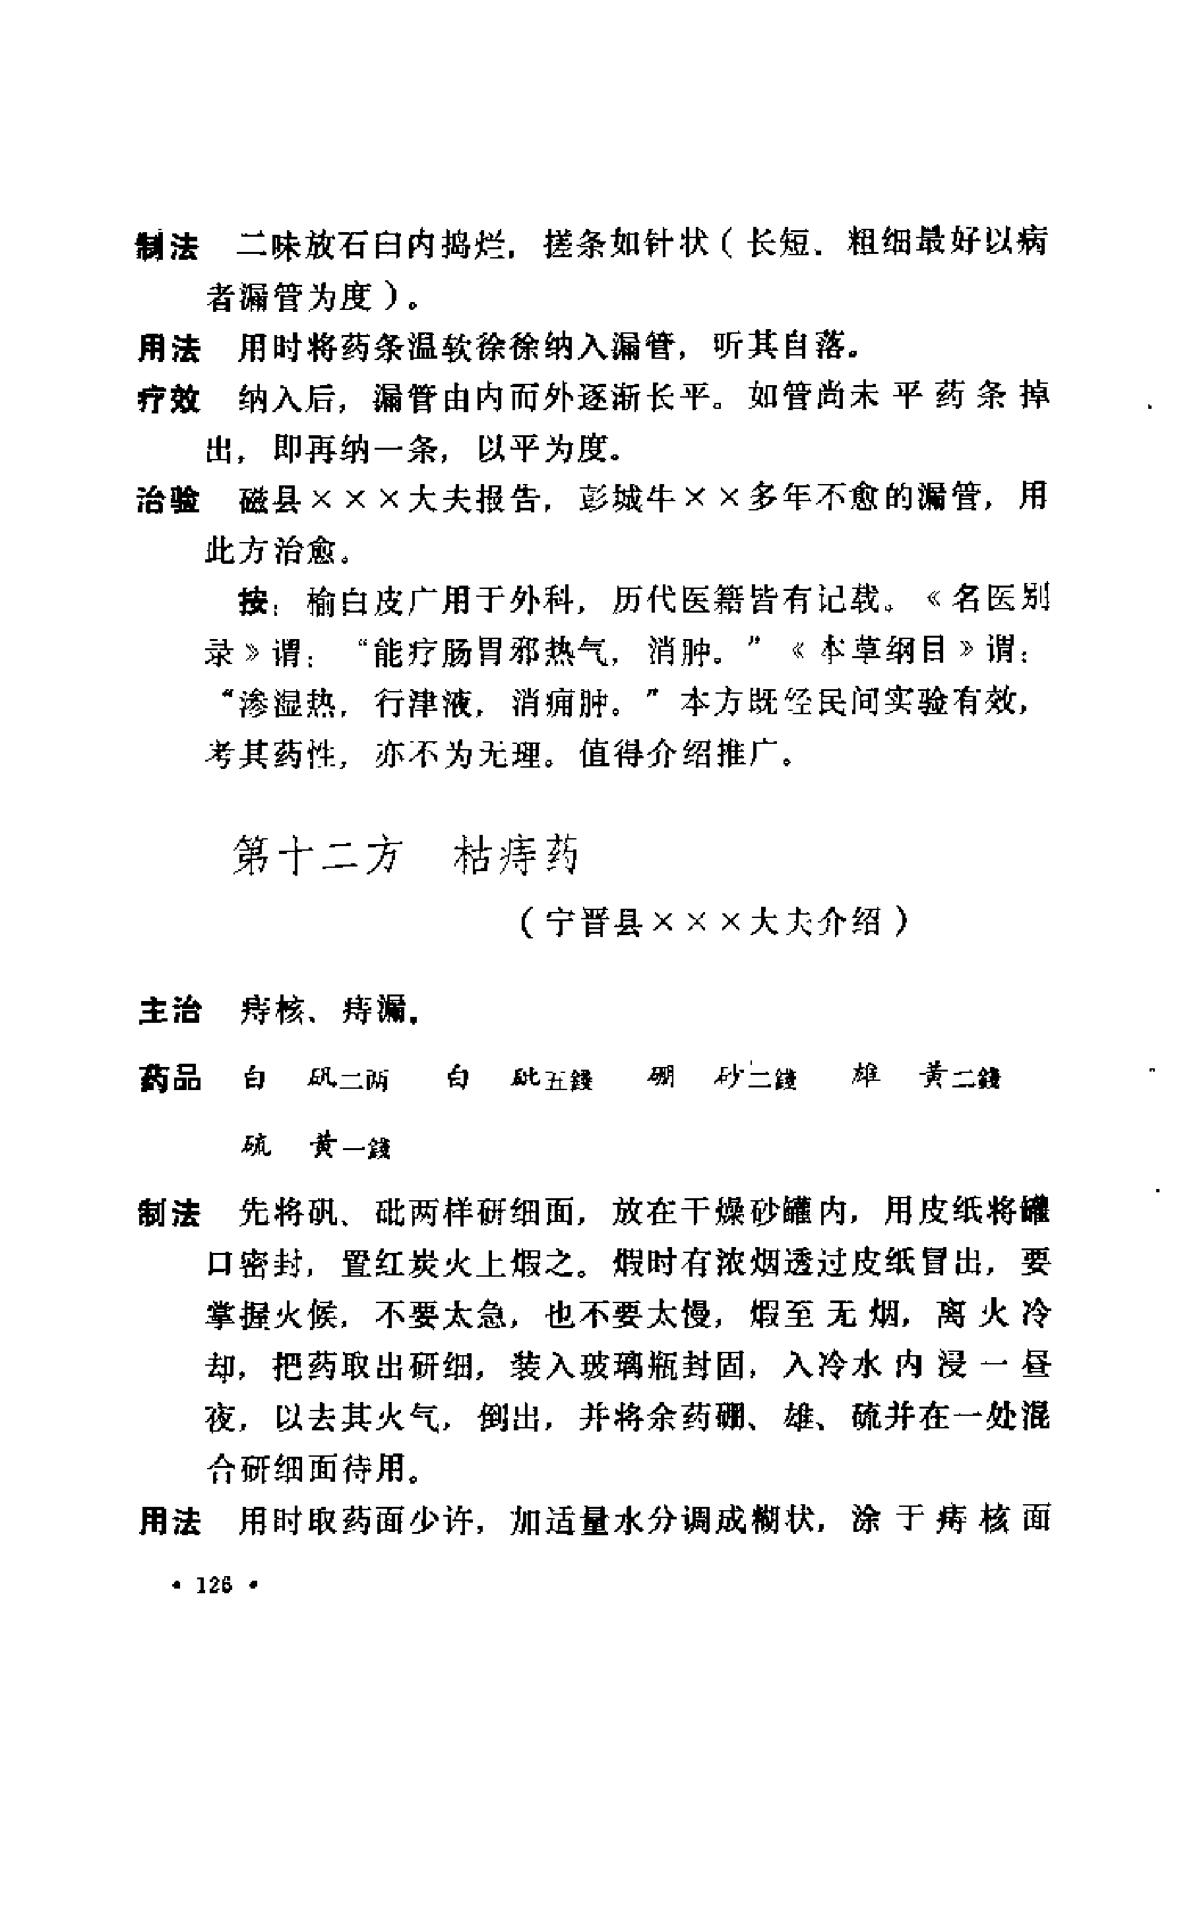 制法 二味放石臼内捣烂，搓条如针状（长短、粗细最好以病
者漏管为度）。
用法 用时将药条温软徐徐纳入漏管，听其自落。
疗效 纳入后，漏管由内而外逐渐长平。如管尚未平药条掉
出，即再纳一条，以平为度。
治验 磁县×××大夫报告，彭城牛××多年不愈的漏管，用
此方治愈。
按：榆白皮广用于外科，历代医籍皆有记载。《名医别
录》谓：“能疗肠胃邪热气，消肿。”《本草纲目》谓：
“渗湿热，行津液，消痈肿。”本方既经民间实验有效，
考其药性，亦不为无理。值得介绍推广。
第十二方 枯痔药
（宁晋县×××大夫介绍）
主治 痔核、痔漏。
药品 白 矾二两 白 砒五錢 硼 砂二錢 雄 黄二錢
硫 黄一錢
制法 先将矾、砒两样研细面，放在干燥砂罐内，用皮纸将罐
口密封，置红炭火上煅之。煅时有浓烟透过皮纸冒出，要
掌握火候，不要太急，也不要太慢，煅至无烟，离火冷
却，把药取出研细，装入玻璃瓶封固，入冷水内浸一昼
夜，以去其火气，倒出，并将余药硼、雄、硫并在一处混
合研细面待用。
用法 用时取药面少许，加适量水分调成糊状，涂于痔核面
• 126 •